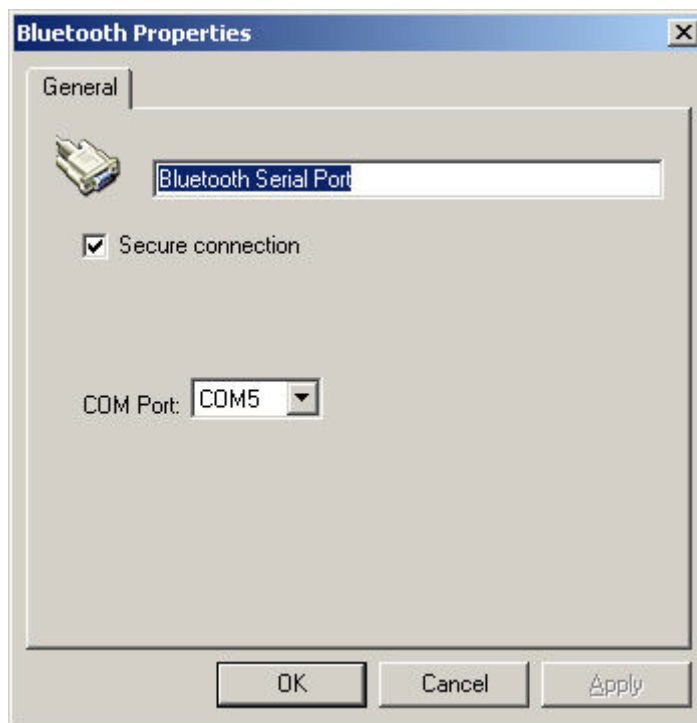 Bluetooth Properties
General
Bluetooth Serial Port
Secure connection
COM Port: COM5
OK Cancel Apply